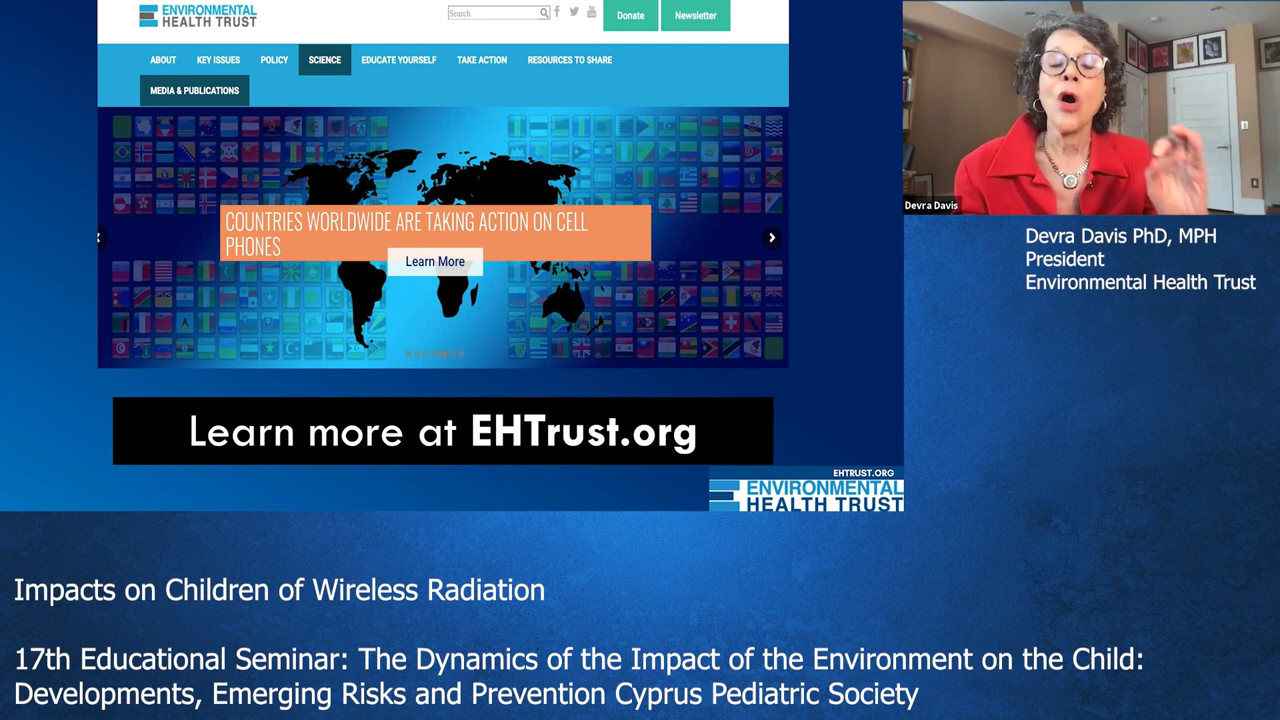 ENVIRONMENTAL
HEALTH TRUST
Search
Donate
Newsletter
ABOUT
KEY ISSUES
POLICY
SCIENCE
EDUCATE YOURSELF
TAKE ACTION
RESOURCES TO SHARE
MEDIA & PUBLICATIONS
COUNTRIES WORLDWIDE ARE TAKING ACTION ON CELL
PHONES
Learn More
Learn more at EHTrust.org
EHTRUST.ORG
ENVIRONMENTAL
HEALTH TRUST
Devra Davis
Devra Davis PhD, MPH
President
Environmental Health Trust
Impacts on Children of Wireless Radiation
17th Educational Seminar: The Dynamics of the Impact of the Environment on the Child:
Developments, Emerging Risks and Prevention Cyprus Pediatric Society